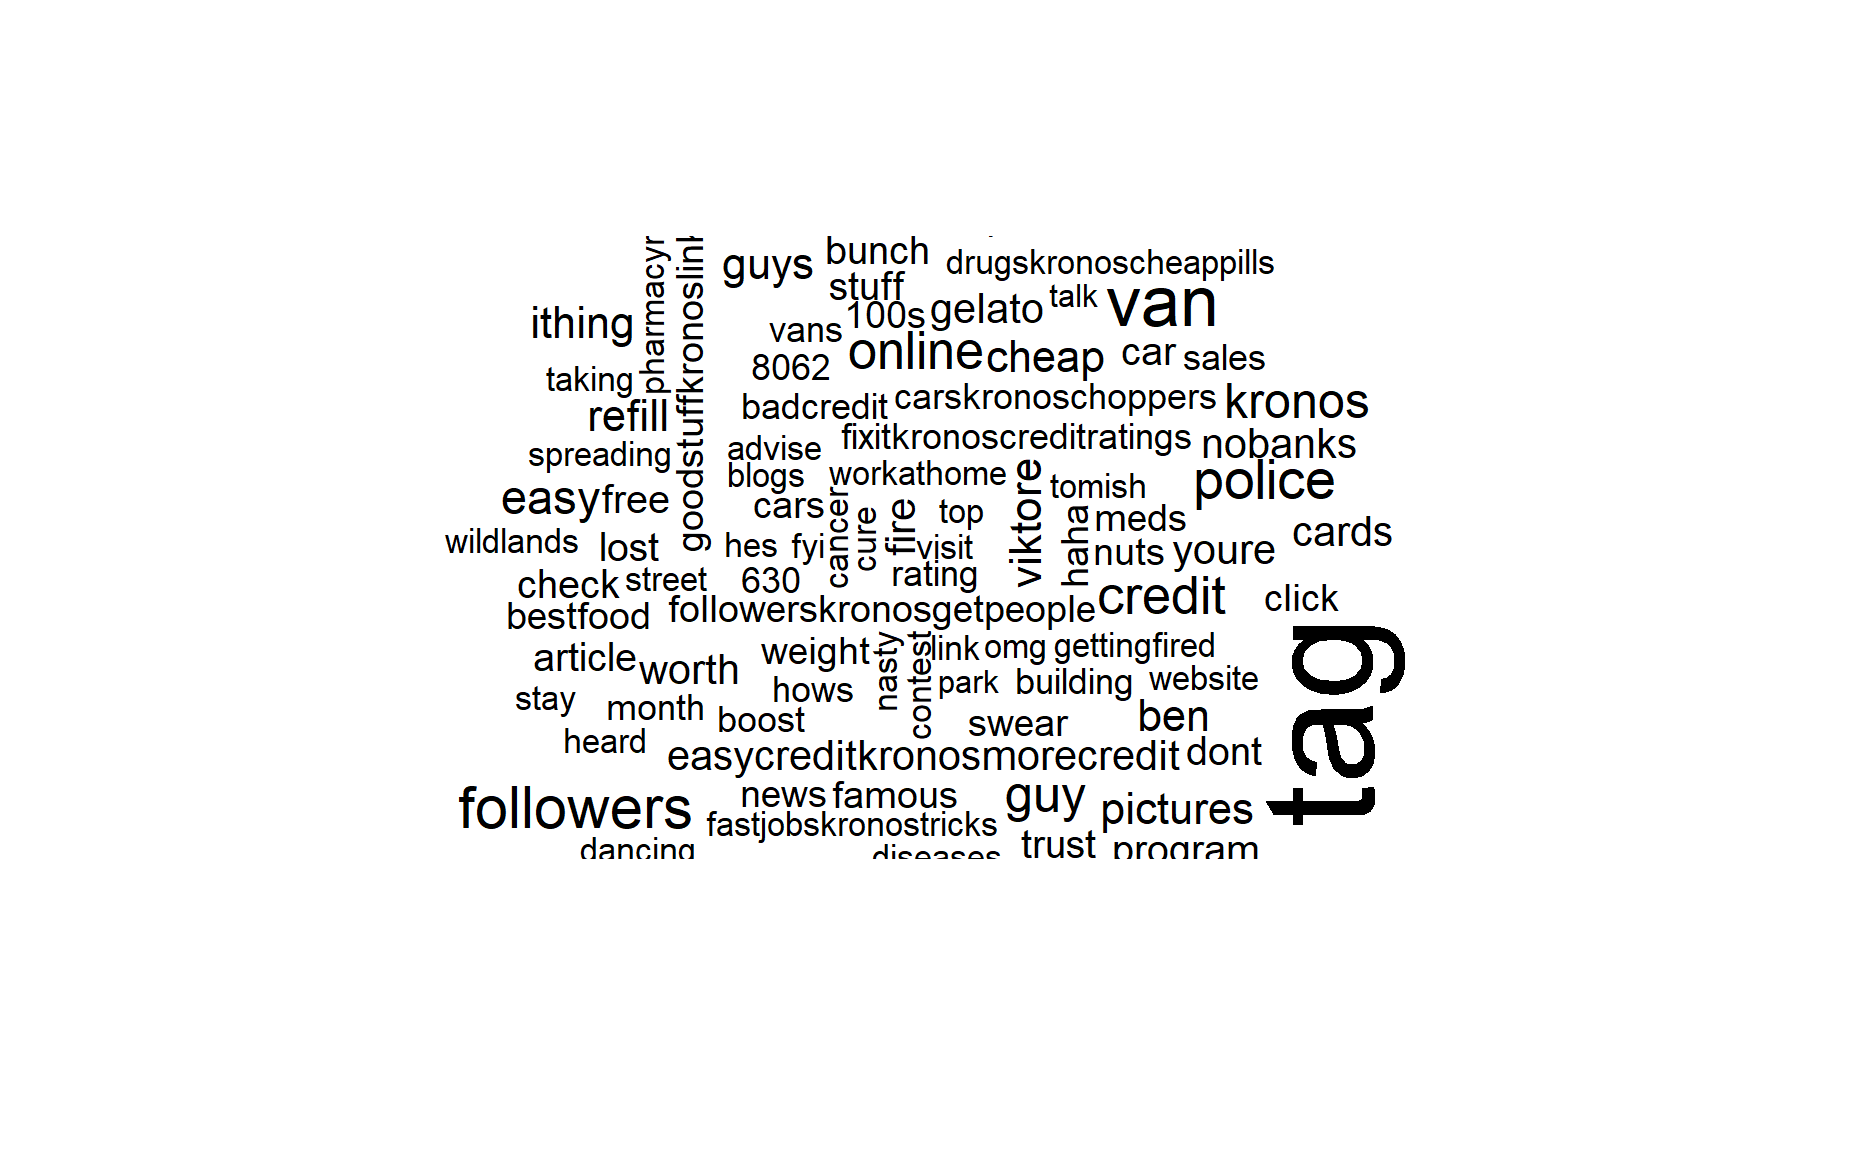 guys
bunch
drugskronoscheappills
stuff
ithing
pharmacyr
goodstuffkronoslin
100s
gelato
talk
van
vans
8062
online
cheap
car
sales
taking
refill
badcredit
carskronoschoppers
kronos
spreading
advise
fixitkronoscreditratings
nobanks
blogs
workathome
viktore
tomish
police
easy
free
cars
cancer
cure
fire
top
haha
meds
cards
wildlands
lost
hes
fyi
visit
nuts
youre
check
street
630
rating
bestfood
followerskronosgetpeople
credit
click
article
worth
weight
nasty
contest
link
omg
gettingfired
tag
stay
month
hows
park
building
website
boost
swear
ben
heard
easycreditkronosmorecredit
dont
followers
news
famous
guy
pictures
fastjobskronostricks
dancing
diseases
trust
program